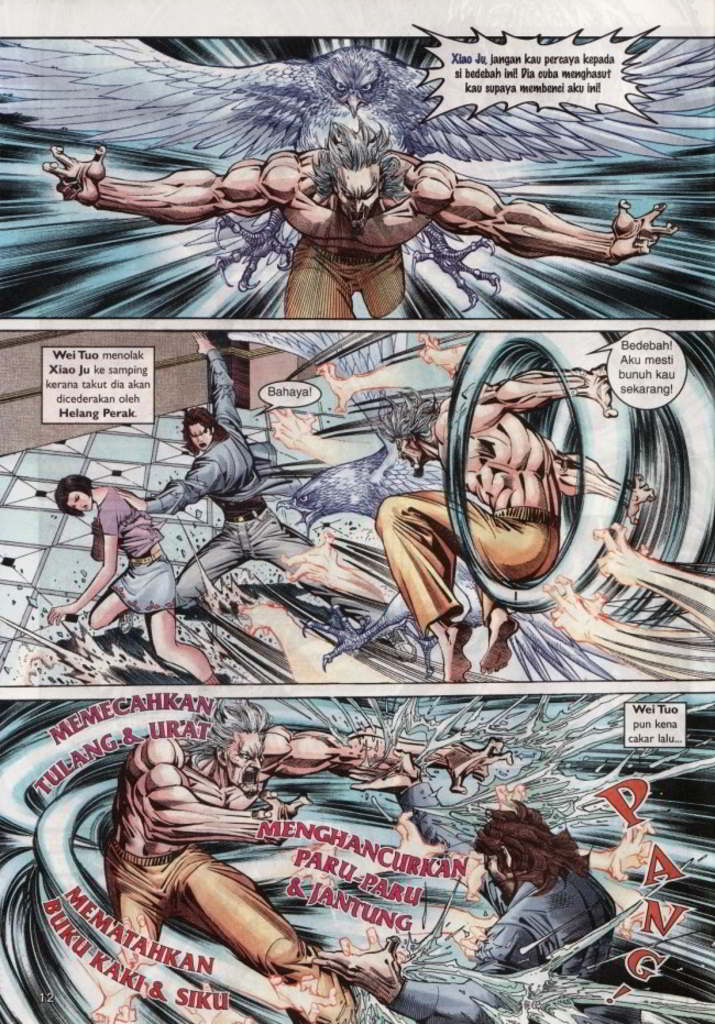 Xiao Ju, jangan kau percaya kepada
si bedebah ini! Dia cuba menghasut
kau supaya membenci aku ini!
Wei Tuo menolak
Xiao Ju ke samping
kerana takut dia akan
dicederakan oleh
Helang Perak.
Bahaya!
Bedebah!
Aku mesti
bunuh kau
sekarang!
MEMECAHKAN
TULANG & URAT
Wei Tuo
pun kena
cakar lalu...
MENGHANCURKAN
PARU-PARU
& JANTUNG
PANG!
MEMATAHKAN
BUKU KAKI & SIKU
12